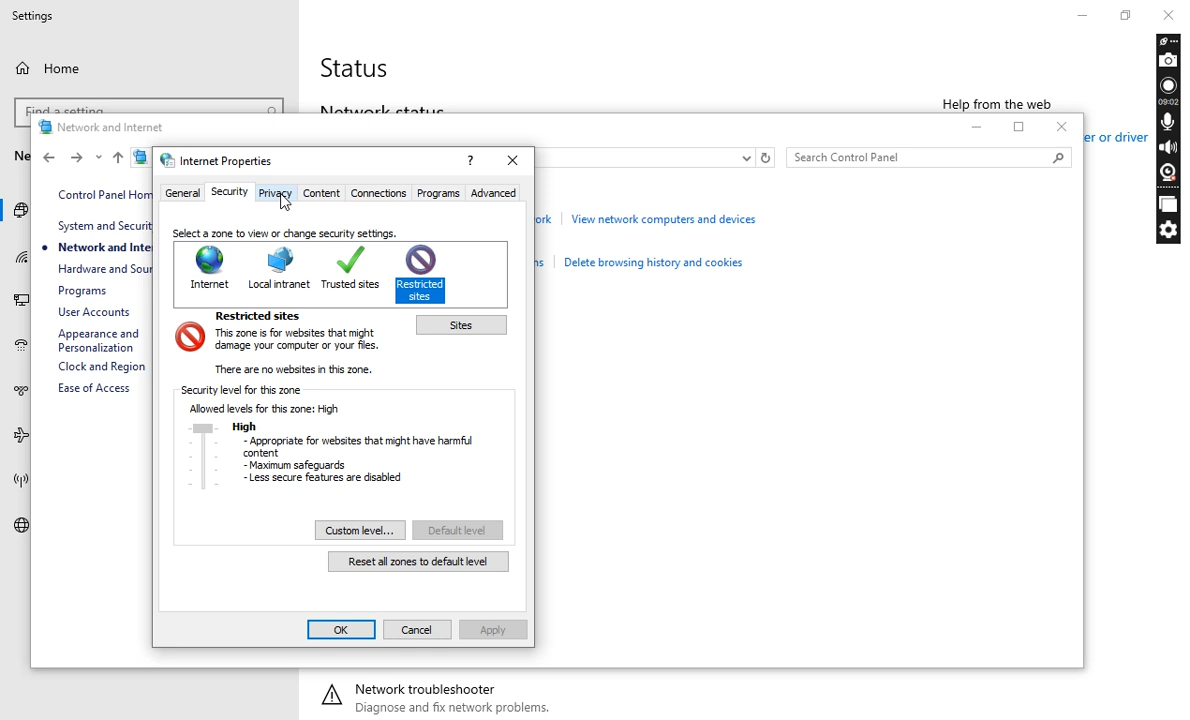 Settings
Home
Find a setting
Ne
Status
Network status
Help from the web
er or driver
09:02
Network and Internet
Search Control Panel
Control Panel Hom
System and Securit
Network and Inte
Hardware and Soun
Programs
User Accounts
Appearance and
Personalization
Clock and Region
Ease of Access
ork
View network computers and devices
ns
Delete browsing history and cookies
Internet Properties
?
General
Security
Privacy
Content
Connections
Programs
Advanced
Select a zone to view or change security settings.
Internet
Local intranet
Trusted sites
Restricted
sites
Restricted sites
Sites
This zone is for websites that might
damage your computer or your files.
There are no websites in this zone.
Security level for this zone
Allowed levels for this zone: High
High
- Appropriate for websites that might have harmful
content
- Maximum safeguards
- Less secure features are disabled
Custom level...
Default level
Reset all zones to default level
OK
Cancel
Apply
Network troubleshooter
Diagnose and fix network problems.